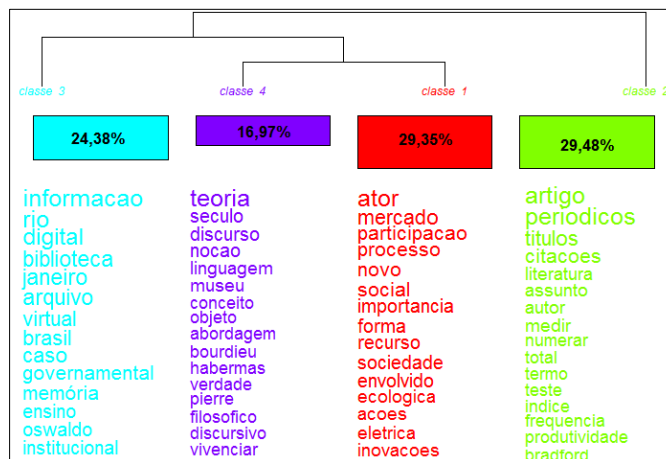 classe 3
classe 4
classe 1
classe 2
24,38%
16,97%
29,35%
29,48%
informacao
rio
digital
biblioteca
janeiro
arquivo
virtual
brasil
caso
governamental
memória
ensino
oswaldo
institucional
teoria
seculo
discurso
nocao
linguagem
museu
conceito
objeto
abordagem
bourdieu
habermas
verdade
pierre
filosofico
discursivo
vivenciar
ator
mercado
participacao
processo
novo
social
importancia
forma
recurso
sociedade
envolvido
ecologica
acoes
eletrica
inovacoes
artigo
periodicos
titulos
citacoes
literatura
assunto
autor
medir
numerar
total
termo
teste
indice
frequencia
produtividade
bradford